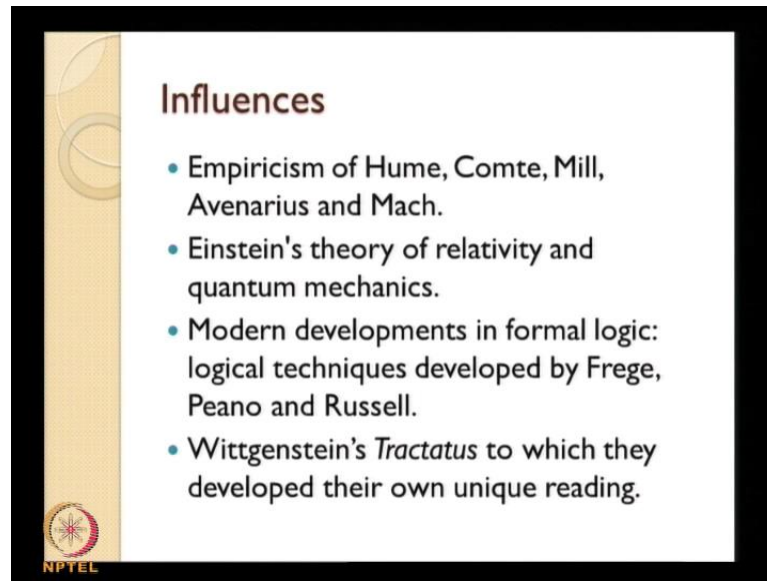 Influences
• Empiricism of Hume, Comte, Mill,
Avenarius and Mach.
• Einstein's theory of relativity and
quantum mechanics.
• Modern developments in formal logic:
logical techniques developed by Frege,
Peano and Russell.
• Wittgenstein’s Tractatus to which they
developed their own unique reading.
NPTEL